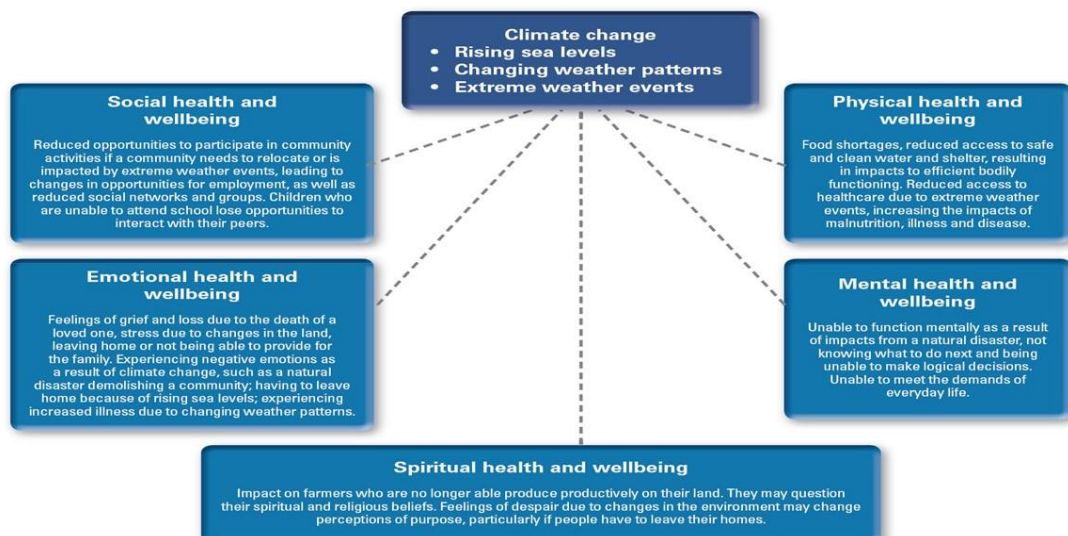 Climate change
• Rising sea levels
• Changing weather patterns
• Extreme weather events
Social health and
wellbeing
Reduced opportunities to participate in community
activities if a community needs to relocate or is
impacted by extreme weather events, leading to
changes in opportunities for employment, as well as
reduced social networks and groups. Children who
are unable to attend school lose opportunities to
interact with their peers.
Physical health and
wellbeing
Food shortages, reduced access to safe
and clean water and shelter, resulting
in impacts to efficient bodily
functioning. Reduced access to
healthcare due to extreme weather
events, increasing the impacts of
malnutrition, illness and disease.
Emotional health and
wellbeing
Feelings of grief and loss due to the death of a
loved one, stress due to changes in the land,
leaving home or not being able to provide for
the family. Experiencing negative emotions as
a result of climate change, such as a natural
disaster demolishing a community; having to leave
home because of rising sea levels; experiencing
increased illness due to changing weather patterns.
Mental health and
wellbeing
Unable to function mentally as a result
of impacts from a natural disaster, not
knowing what to do next and being
unable to make logical decisions.
Unable to meet the demands of
everyday life.
Spiritual health and wellbeing
Impact on farmers who are no longer able produce productively on their land. They may question
their spiritual and religious beliefs. Feelings of despair due to changes in the environment may change
perceptions of purpose, particularly if people have to leave their homes.